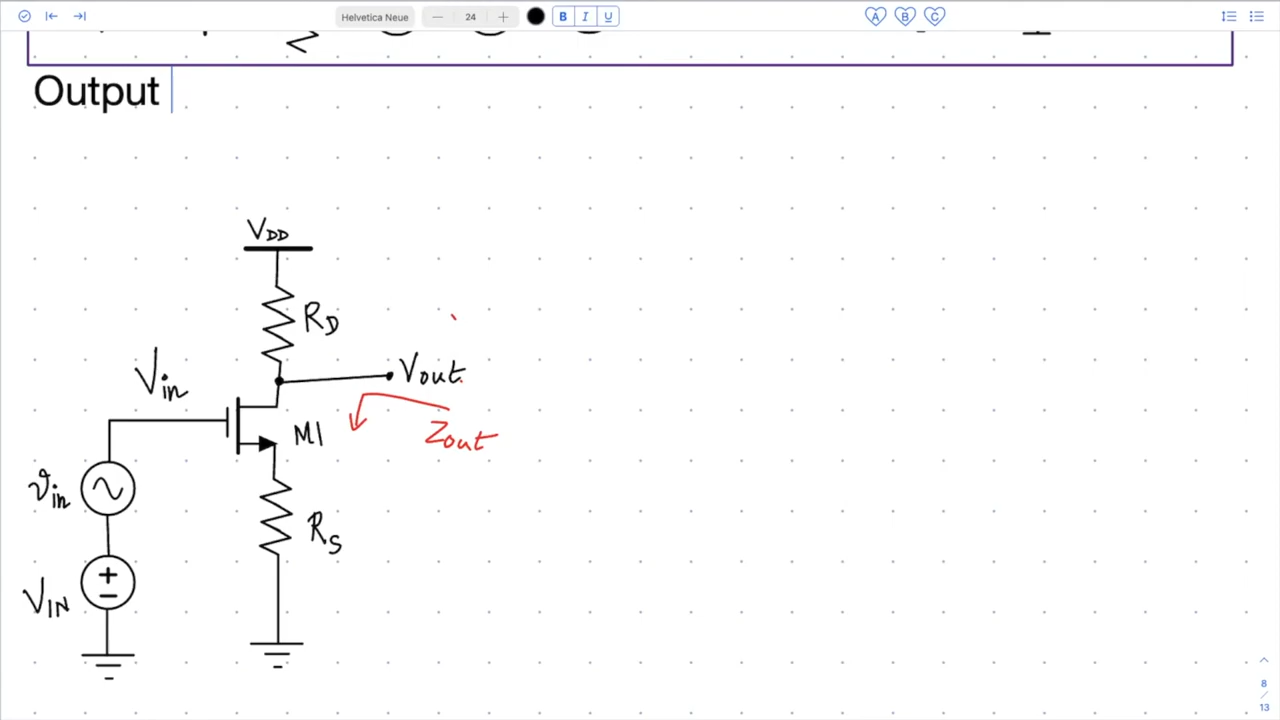 Helvetica Neue
24
B I U
A B C
Output
VDD
RD
Vin
Vout
M1
Zout
vin
RS
VIN
8
/
13